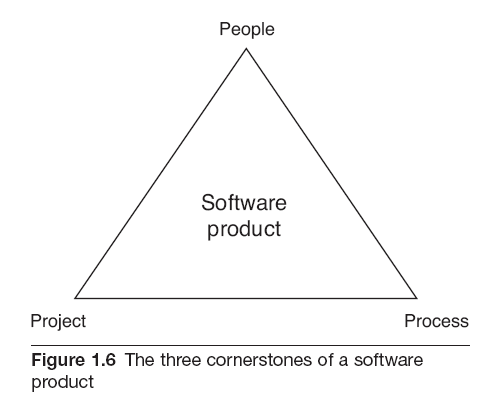 People
Software
product
Project Process
Figure 1.6 The three cornerstones of a software
product